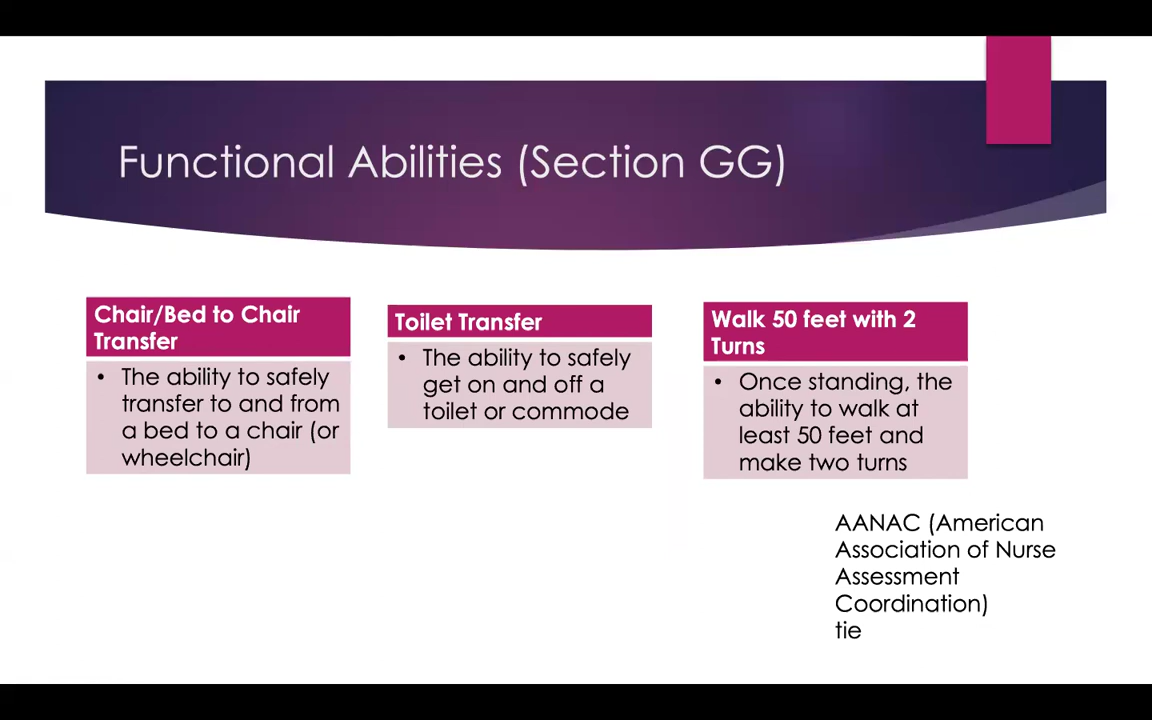 Functional Abilities (Section GG)
Chair/Bed to Chair
Transfer
• The ability to safely
transfer to and from
a bed to a chair (or
wheelchair)
Toilet Transfer
• The ability to safely
get on and off a
toilet or commode
Walk 50 feet with 2
Turns
• Once standing, the
ability to walk at
least 50 feet and
make two turns
AANAC (American
Association of Nurse
Assessment
Coordination)
tie